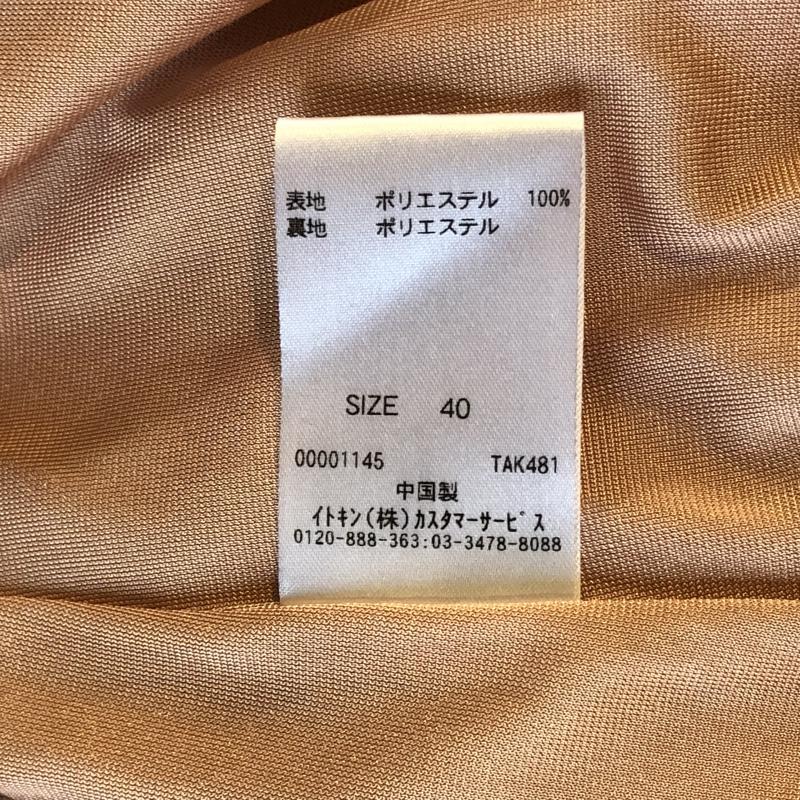 表地 ポリエステル 100%
裏地 ポリエステル
SIZE 40
00001145 TAK481
中国製
イトキン(株)カスタマーサービス
0120-888-363:03-3478-8088